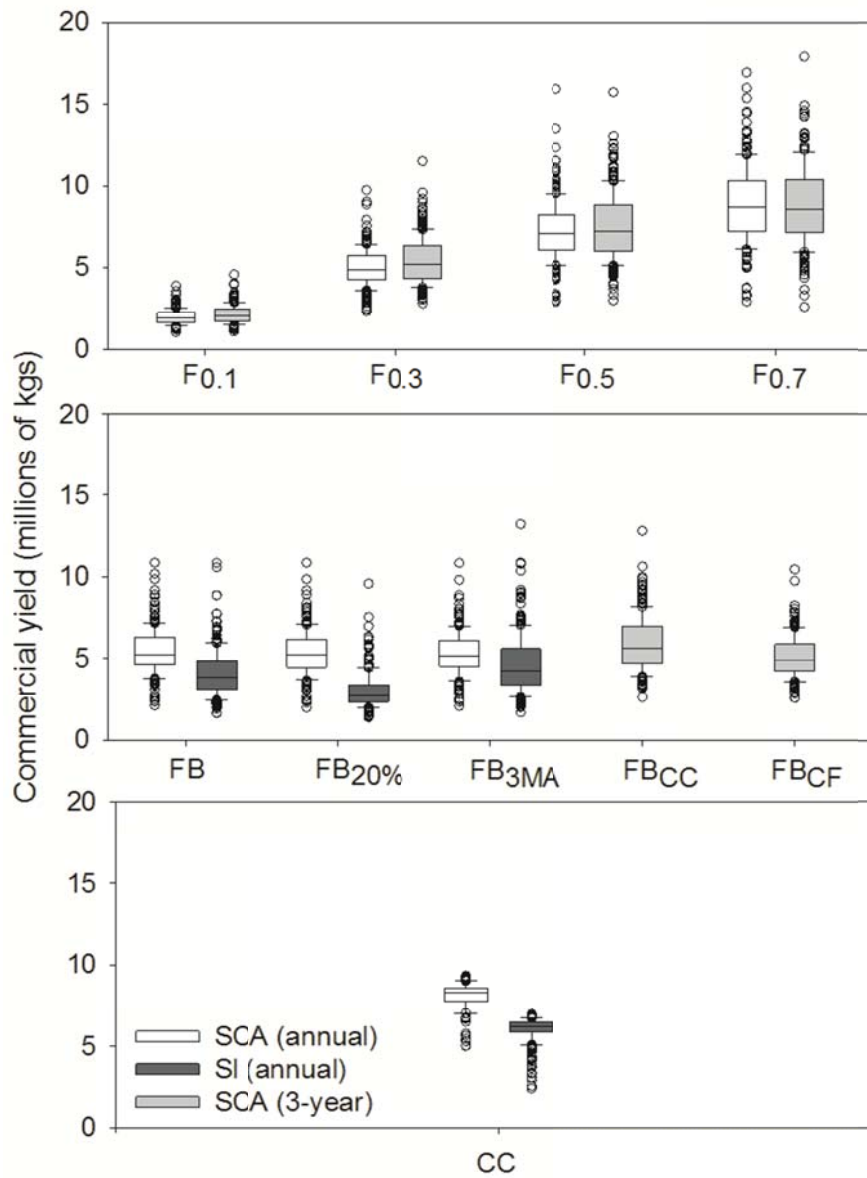 Commercial yield (millions of kgs)
20
15
10
5
0
F0.1 F0.3 F0.5 F0.7
20
15
10
5
0
FB FB20% FB3MA FBCC FBCF
20
15
10
5
0
SCA (annual)
SI (annual)
SCA (3-year)
CC